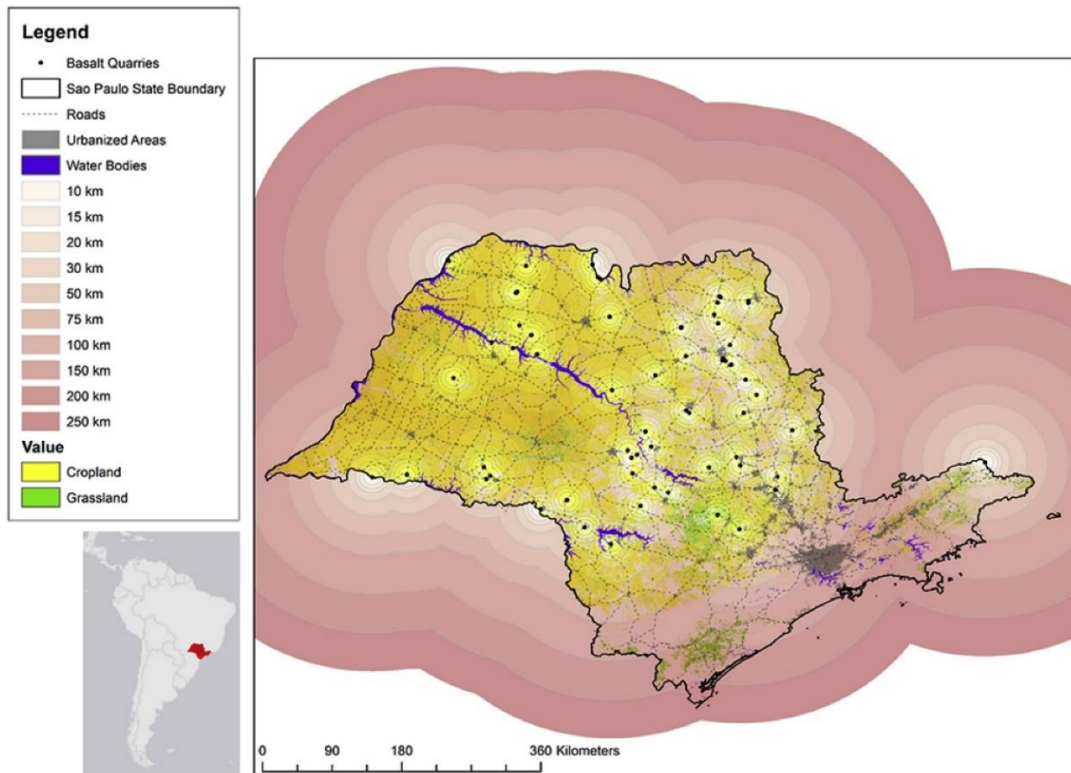 Legend
Basalt Quarries
Sao Paulo State Boundary
Roads
Urbanized Areas
Water Bodies
10 km
15 km
20 km
30 km
50 km
75 km
100 km
150 km
200 km
250 km
Value
Cropland
Grassland
0 90 180 360 Kilometers